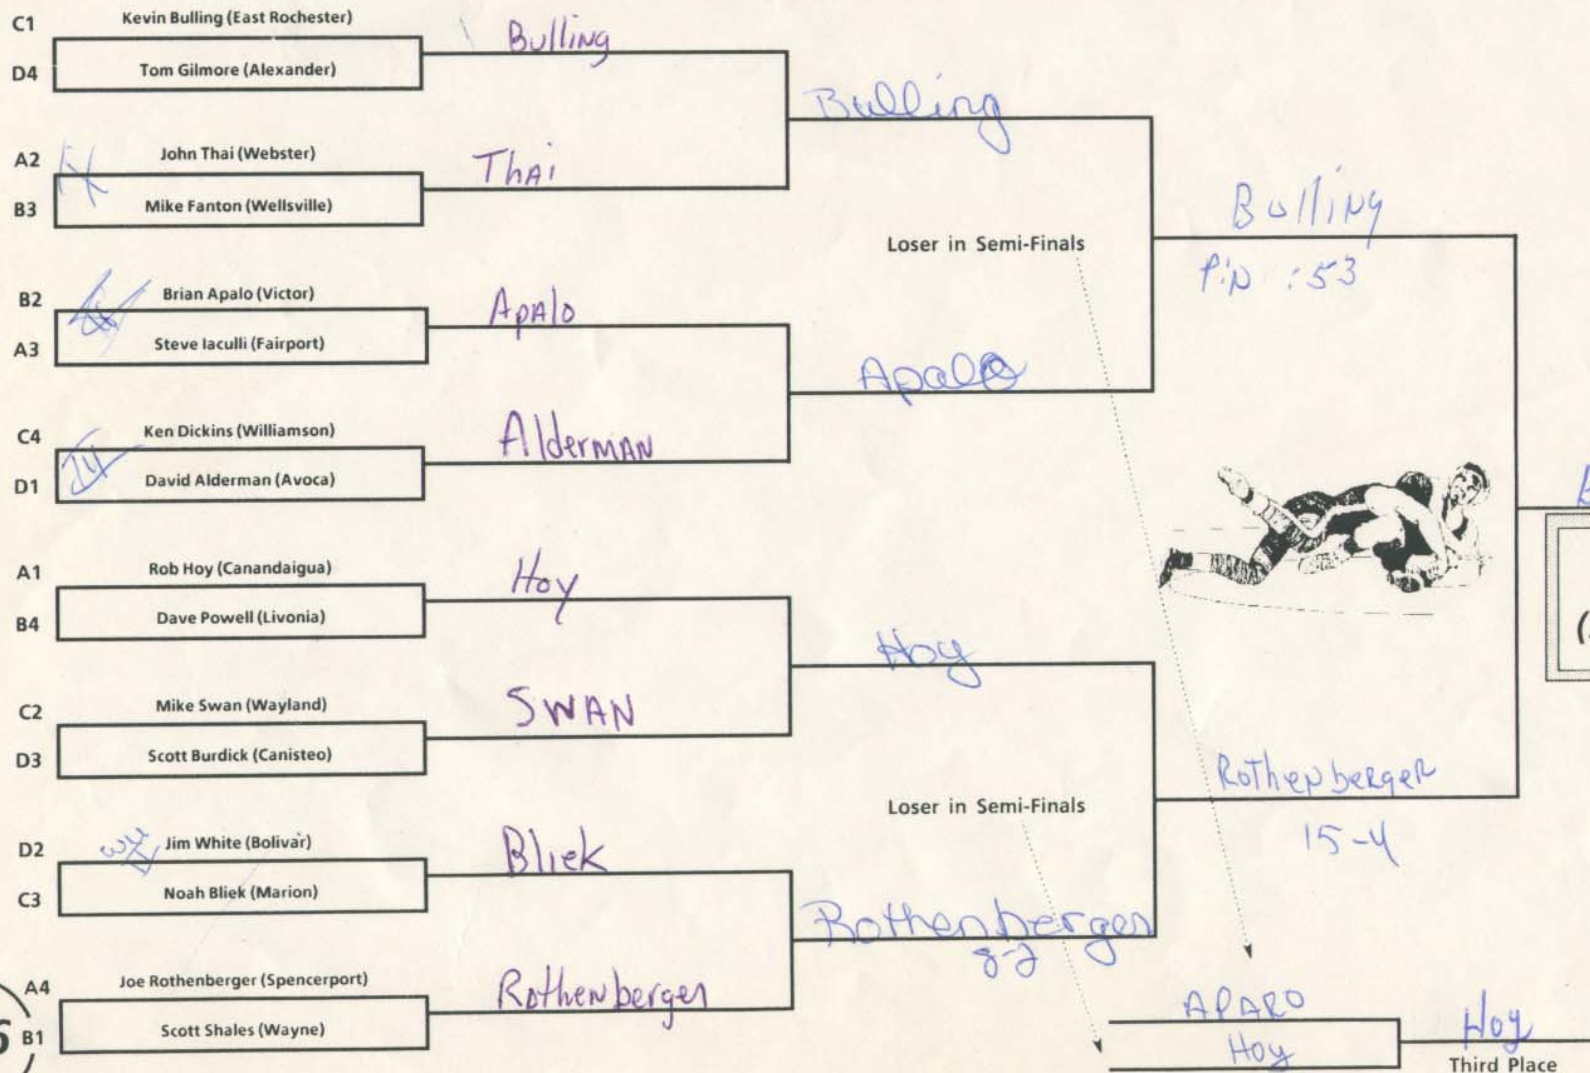 C1 Kevin Bulling (East Rochester)
Bulling
D4 Tom Gilmore (Alexander)
Bulling
A2 John Thai (Webster)
Thai
B3 Mike Fanton (Wellsville)
Bulling
Pin :53
Loser in Semi-Finals
B2 Brian Apalo (Victor)
Apalo
A3 Steve Iaculli (Fairport)
Apalo
C4 Ken Dickins (Williamson)
Alderman
D1 David Alderman (Avoca)
B
A1 Rob Hoy (Canandaigua)
Hoy
B4 Dave Powell (Livonia)
Hoy
C2 Mike Swan (Wayland)
SWAN
D3 Scott Burdick (Canisteo)
Rothenberger
15-4
Loser in Semi-Finals
D2 Jim White (Bolivar)
Bliek
C3 Noah Bliek (Marion)
Rothenberger
8-2
A4 Joe Rothenberger (Spencerport)
Rothenberger
B1 Scott Shales (Wayne)
6
APARO
Hoy
Hoy
Third Place